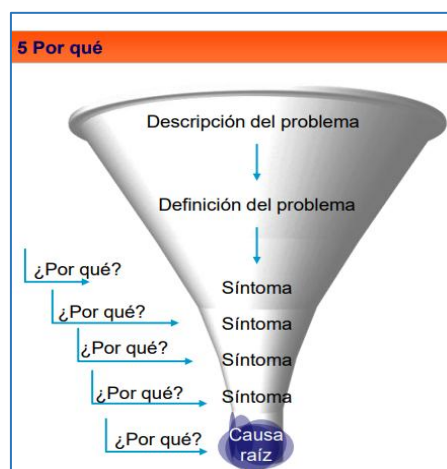 5 Por qué
Descripción del problema
Definición del problema
¿Por qué?
Síntoma
¿Por qué?
Síntoma
¿Por qué?
Síntoma
¿Por qué?
Síntoma
¿Por qué?
Causa
raíz